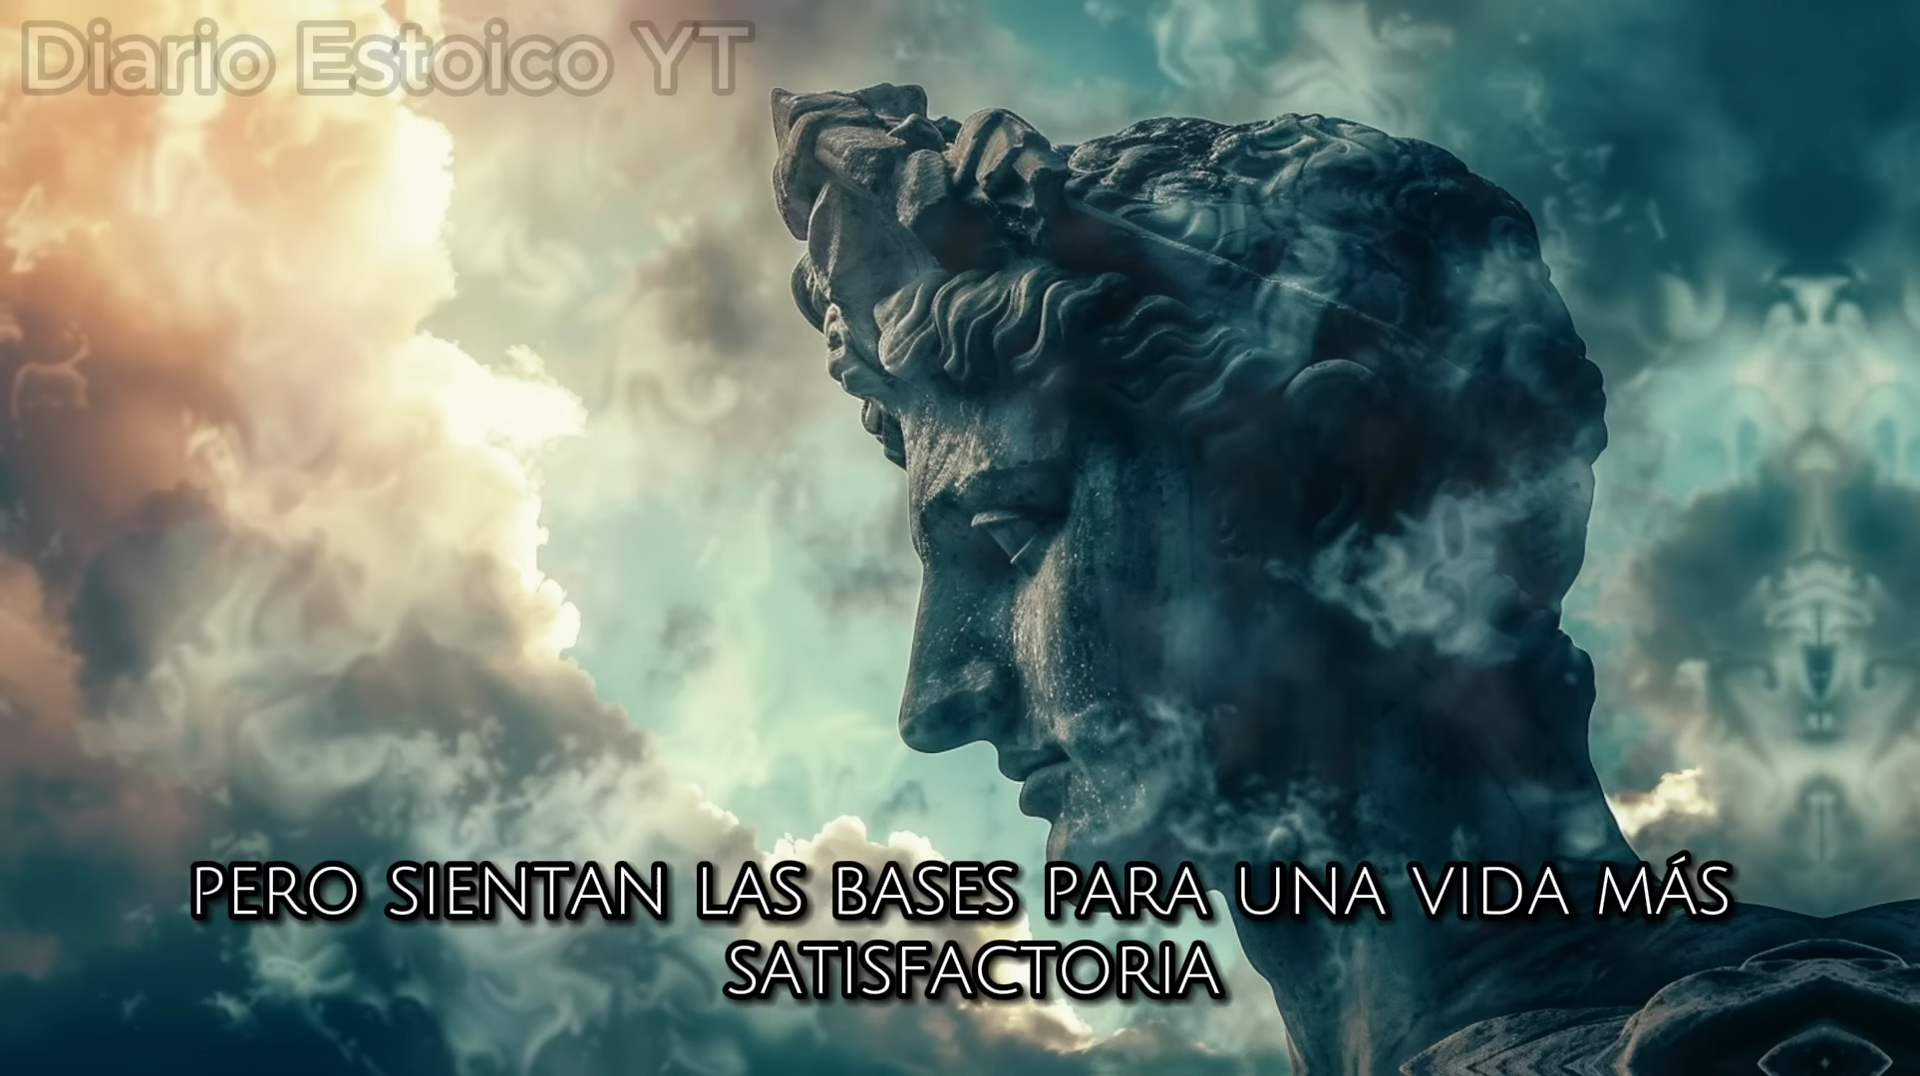 Diario Estoico YT
PERO SIENTAN LAS BASES PARA UNA VIDA MÁS
SATISFACTORIA